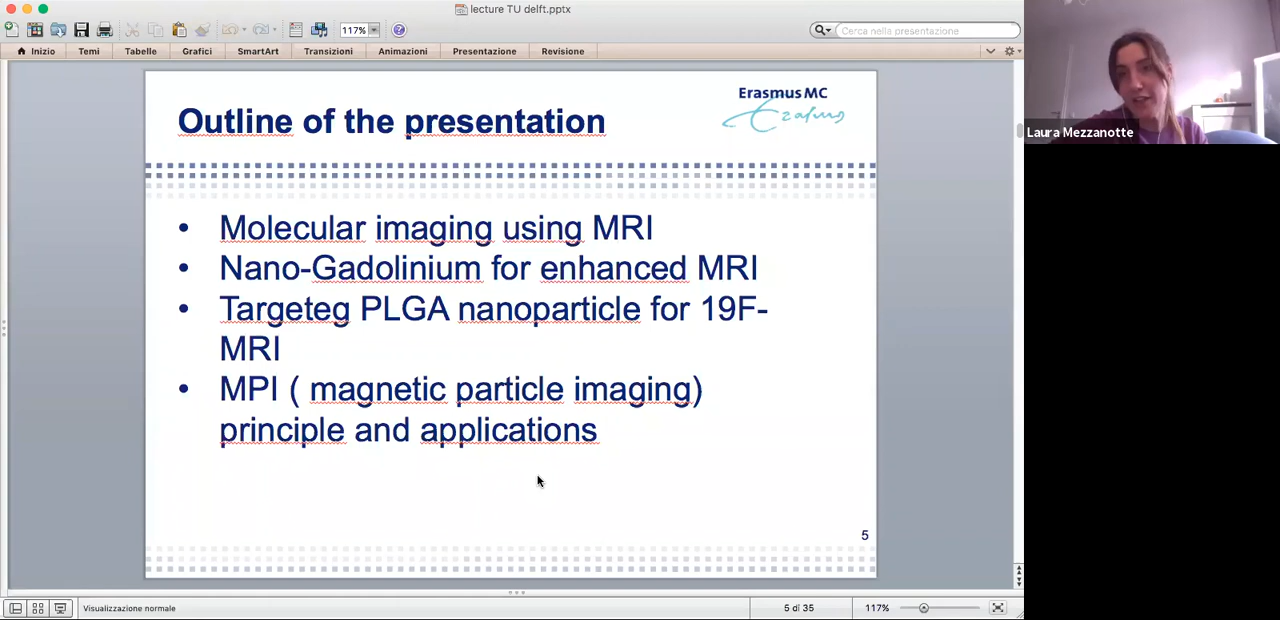 lecture TU delft.pptx
117%
Cerca nella presentazione
Inizio Temi Tabelle Grafici SmartArt Transizioni Animazioni Presentazione Revisione
Erasmus MC
Erasmus
Outline of the presentation
Laura Mezzanotte
• Molecular imaging using MRI
• Nano-Gadolinium for enhanced MRI
• Targeteg PLGA nanoparticle for 19F-
MRI
• MPI ( magnetic particle imaging)
principle and applications
5
Visualizzazione normale 5 di 35 117%